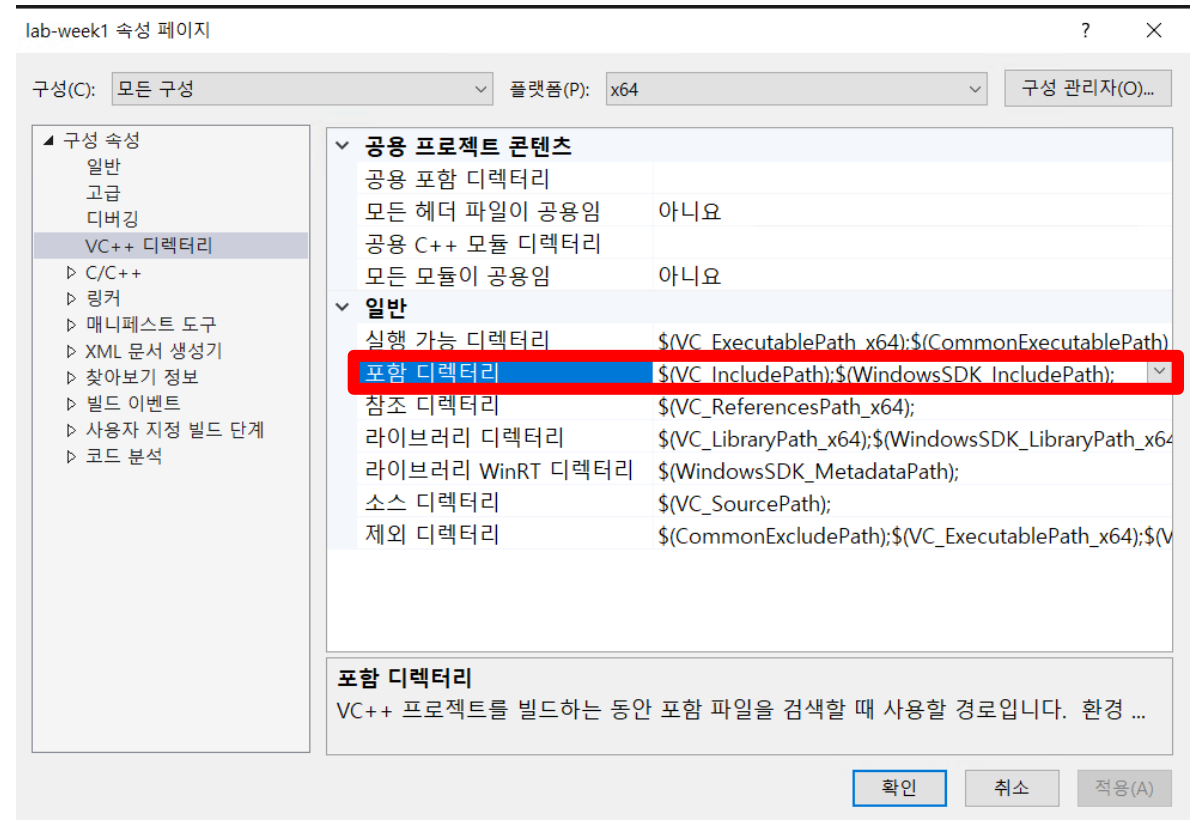 lab-week1 속성 페이지 ?
구성(C): 모든 구성 플랫폼(P): x64 구성 관리자(O)...
구성 속성
일반
고급
디버깅
VC++ 디렉터리
C/C++
링커
매니페스트 도구
XML 문서 생성기
찾아보기 정보
빌드 이벤트
사용자 지정 빌드 단계
코드 분석
공용 프로젝트 콘텐츠
공용 포함 디렉터리
모든 헤더 파일이 공용임 아니요
공용 C++ 모듈 디렉터리
모든 모듈이 공용임 아니요
일반
실행 가능 디렉터리 $(VC_ExecutablePath_x64);$(CommonExecutablePath)
포함 디렉터리 $(VC_IncludePath);$(WindowsSDK_IncludePath);
참조 디렉터리 $(VC_ReferencesPath_x64);
라이브러리 디렉터리 $(VC_LibraryPath_x64);$(WindowsSDK_LibraryPath_x64
라이브러리 WinRT 디렉터리 $(WindowsSDK_MetadataPath);
소스 디렉터리 $(VC_SourcePath);
제외 디렉터리 $(CommonExcludePath);$(VC_ExecutablePath_x64);$(V
포함 디렉터리
VC++ 프로젝트를 빌드하는 동안 포함 파일을 검색할 때 사용할 경로입니다. 환경 ...
확인 취소 적용(A)